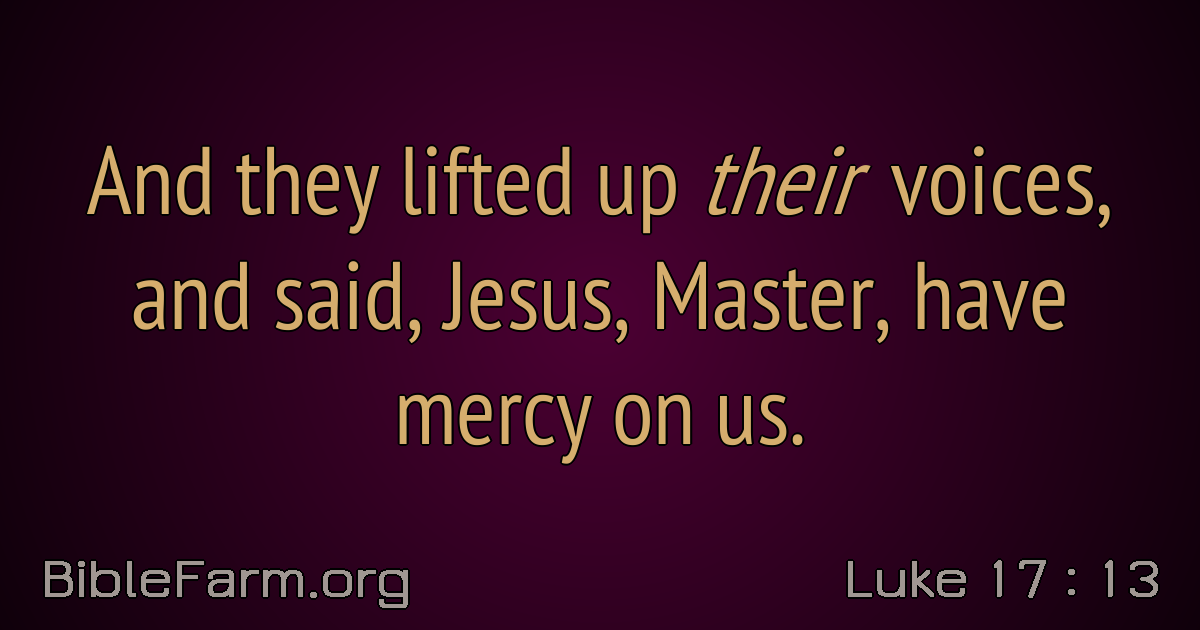 And they lifted up their voices,
and said, Jesus, Master, have
mercy on us.
BibleFarm.org
Luke 17 : 13